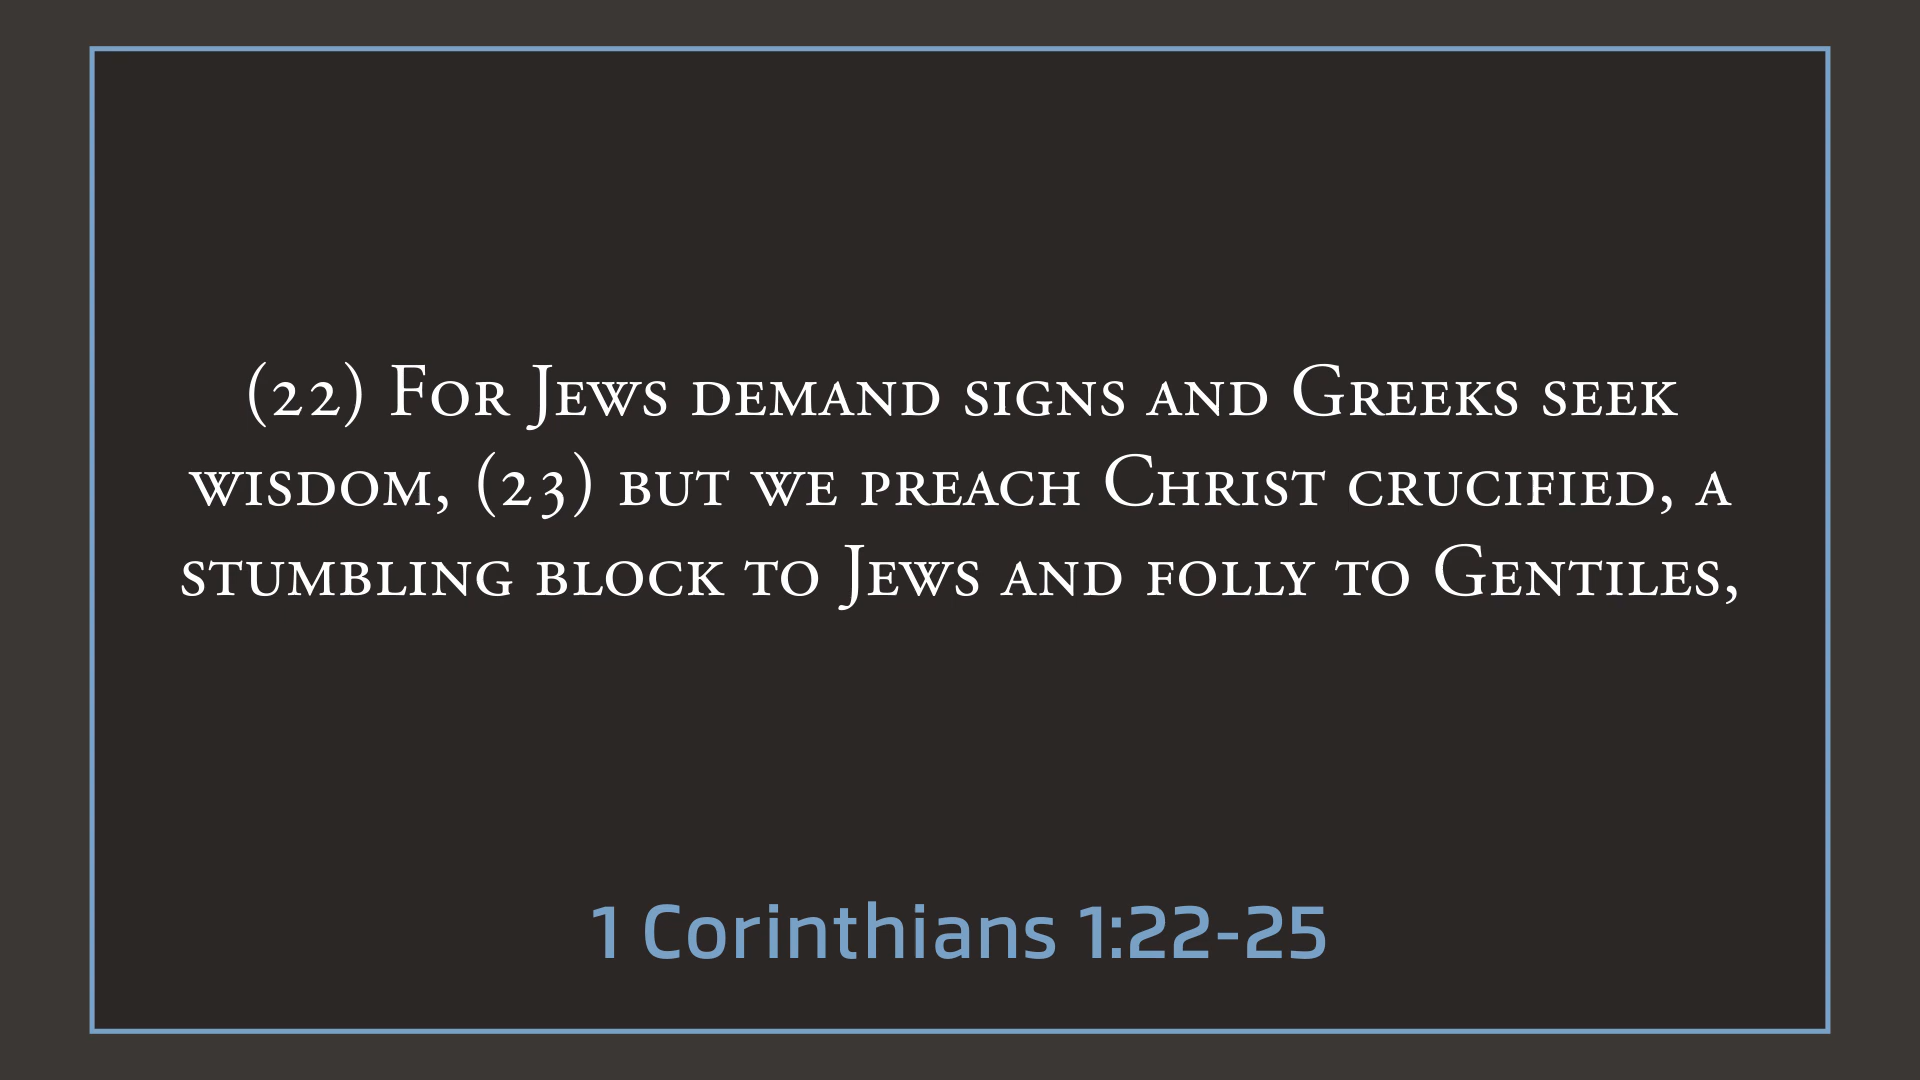 (22) For Jews demand signs and Greeks seek
wisdom, (23) but we preach Christ crucified, a
stumbling block to Jews and folly to Gentiles,
1 Corinthians 1:22-25